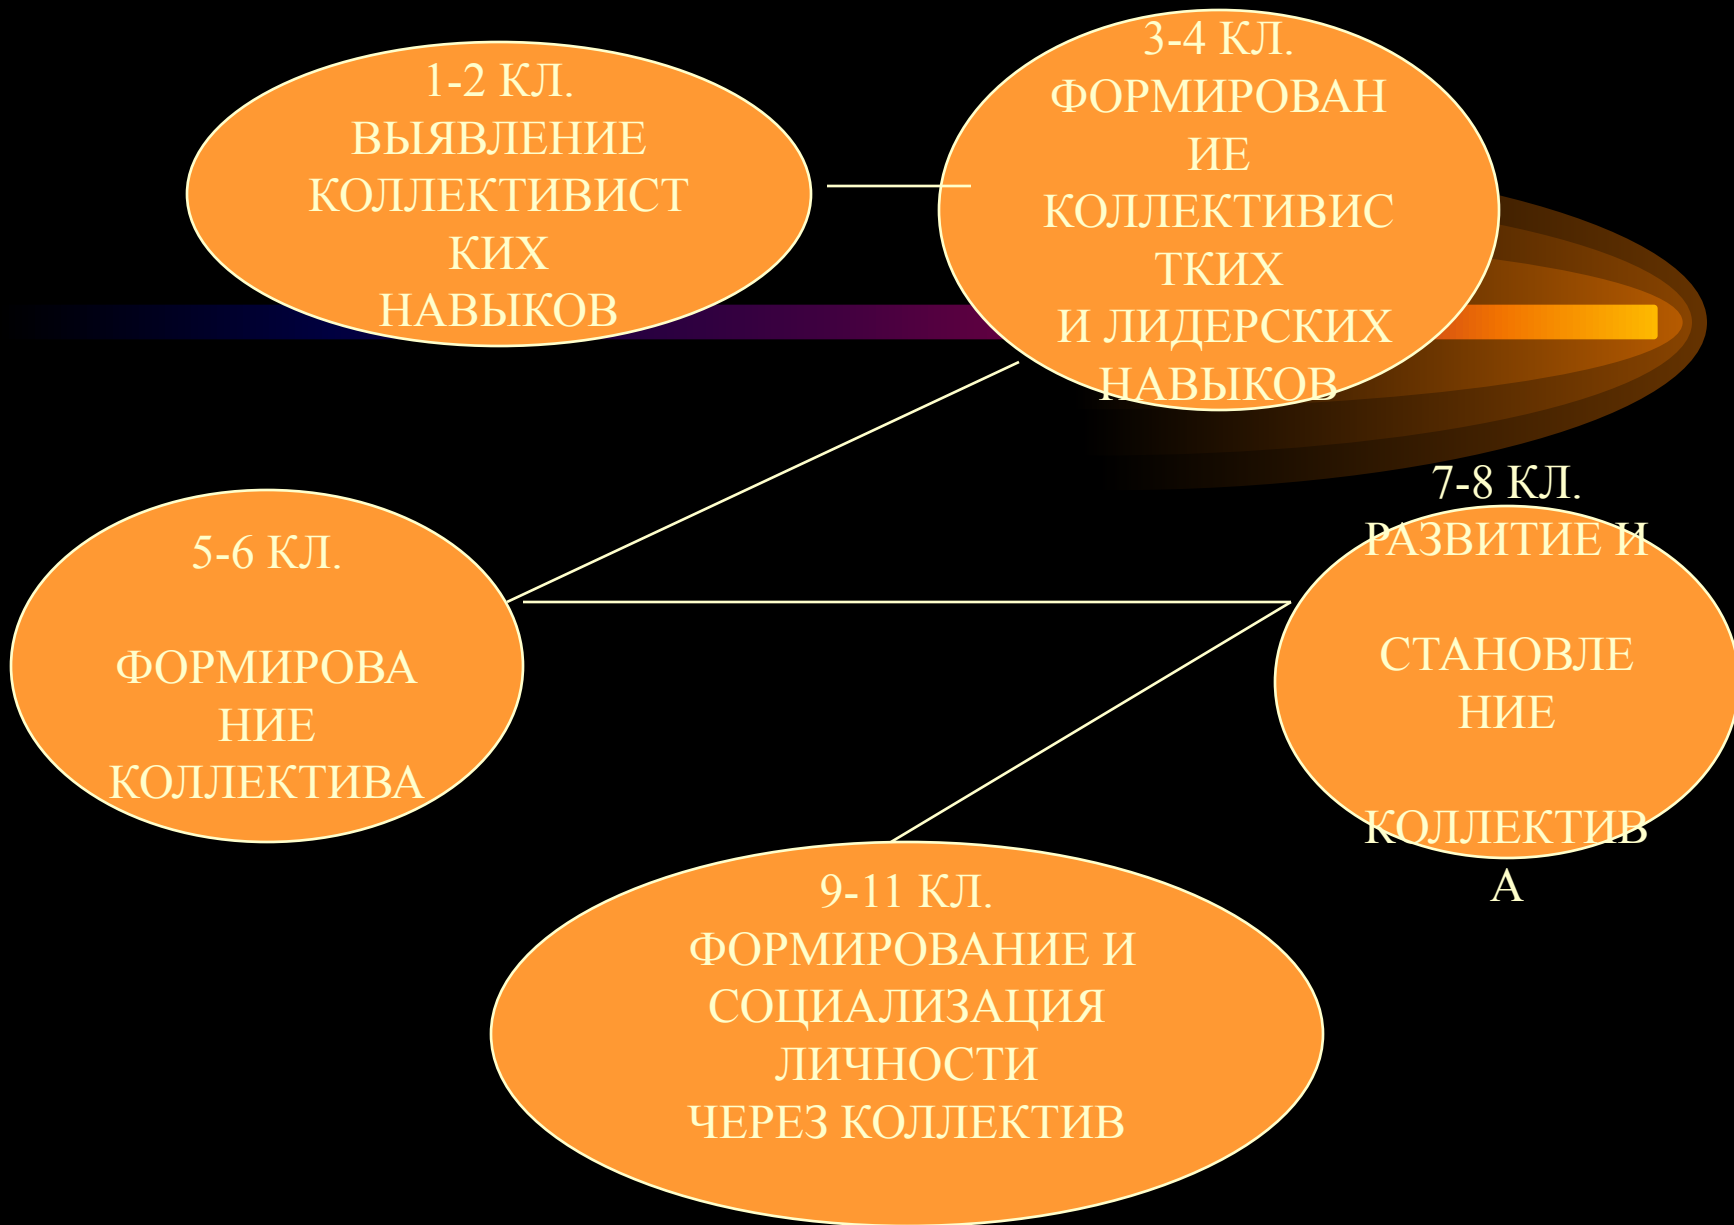 1-2 КЛ.
ВЫЯВЛЕНИЕ
КОЛЛЕКТИВИСТ
КИХ
НАВЫКОВ
3-4 КЛ.
ФОРМИРОВАН
ИЕ
КОЛЛЕКТИВИС
ТКИХ
И ЛИДЕРСКИХ
НАВЫКОВ
5-6 КЛ.
ФОРМИРОВА
НИЕ
КОЛЛЕКТИВА
7-8 КЛ.
РАЗВИТИЕ И
СТАНОВЛЕ
НИЕ
КОЛЛЕКТИВ
А
9-11 КЛ.
ФОРМИРОВАНИЕ И
СОЦИАЛИЗАЦИЯ
ЛИЧНОСТИ
ЧЕРЕЗ КОЛЛЕКТИВ